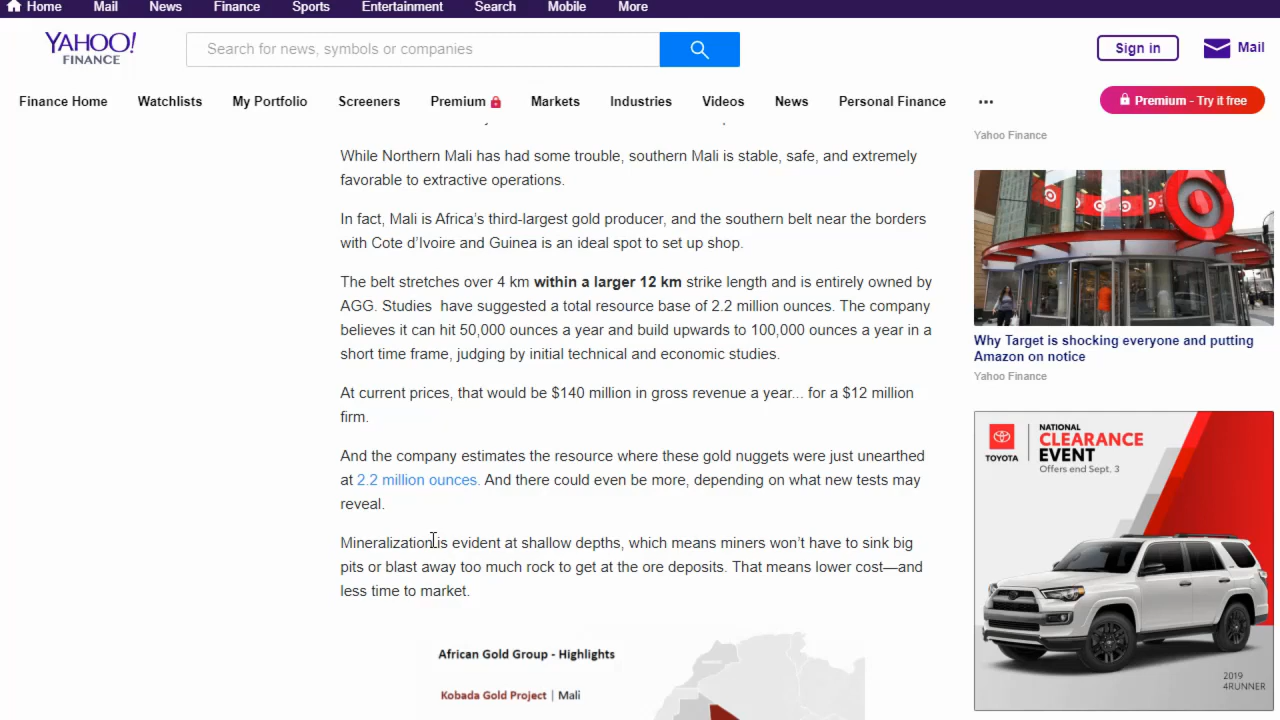 Home Mail News Finance Sports Entertainment Search Mobile More
YAHOO!
FINANCE
Search for news, symbols or companies
Sign in
Mail
Finance Home Watchlists My Portfolio Screeners Premium Markets Industries Videos News Personal Finance ...
Premium - Try it free
While Northern Mali has had some trouble, southern Mali is stable, safe, and extremely
favorable to extractive operations.
In fact, Mali is Africa's third-largest gold producer, and the southern belt near the borders
with Cote d'Ivoire and Guinea is an ideal spot to set up shop.
The belt stretches over 4 km within a larger 12 km strike length and is entirely owned by
AGG. Studies have suggested a total resource base of 2.2 million ounces. The company
believes it can hit 50,000 ounces a year and build upwards to 100,000 ounces a year in a
short time frame, judging by initial technical and economic studies.
At current prices, that would be $140 million in gross revenue a year... for a $12 million
firm.
And the company estimates the resource where these gold nuggets were just unearthed
at 2.2 million ounces. And there could even be more, depending on what new tests may
reveal.
Mineralization is evident at shallow depths, which means miners won't have to sink big
pits or blast away too much rock to get at the ore deposits. That means lower cost—and
less time to market.
African Gold Group - Highlights
Kobada Gold Project | Mali
Yahoo Finance
Why Target is shocking everyone and putting
Amazon on notice
Yahoo Finance
TOYOTA
NATIONAL
CLEARANCE
EVENT
Offers end Sept. 3
2019
4RUNNER